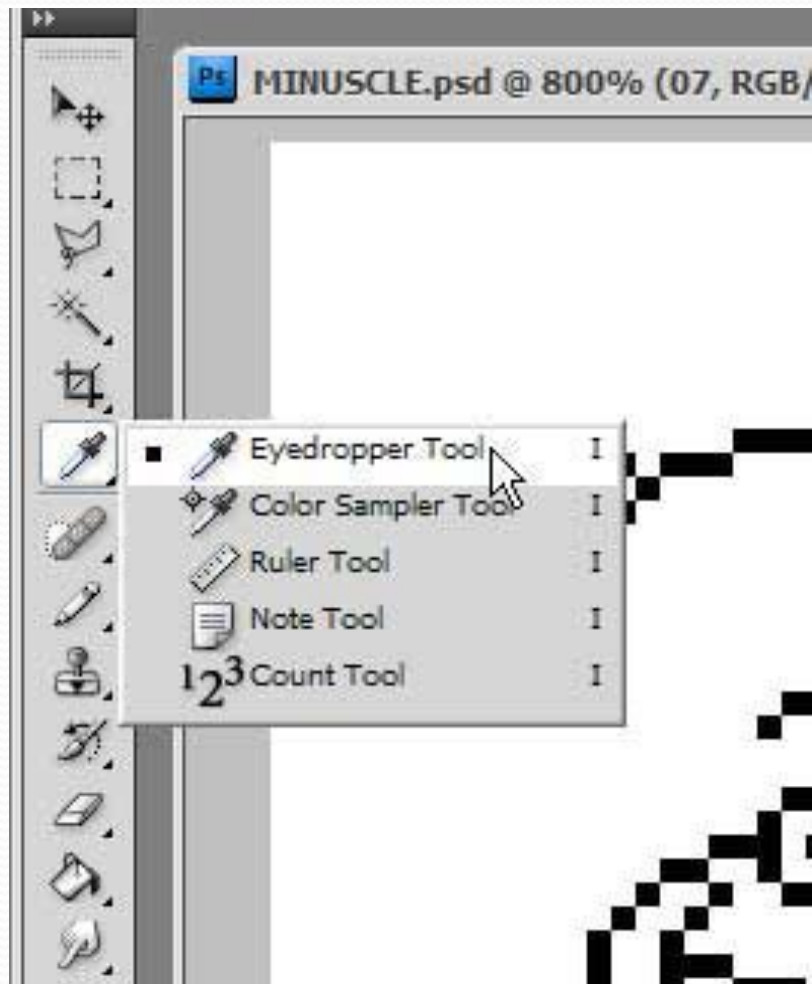 Ps MINUSCLE.psd @ 800% (07, RGB/
Eyedropper Tool I
Color Sampler Tool I
Ruler Tool I
Note Tool I
123 Count Tool I